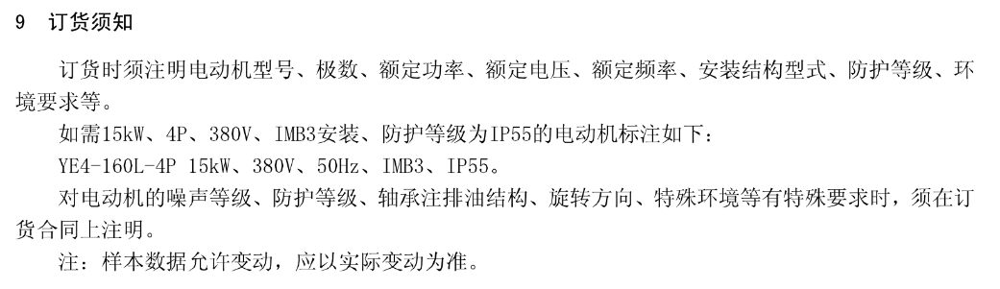 9 订货须知
订货时须注明电动机型号、极数、额定功率、额定电压、额定频率、安装结构型式、防护等级、环
境要求等。
如需15kW、4P、380V、IMB3安装、防护等级为IP55的电动机标注如下:
YE4-160L-4P 15kW、380V、50Hz、IMB3、IP55。
对电动机的噪声等级、防护等级、轴承注排油结构、旋转方向、特殊环境等有特殊要求时，须在订
货合同上注明。
注：样本数据允许变动，应以实际变动为准。